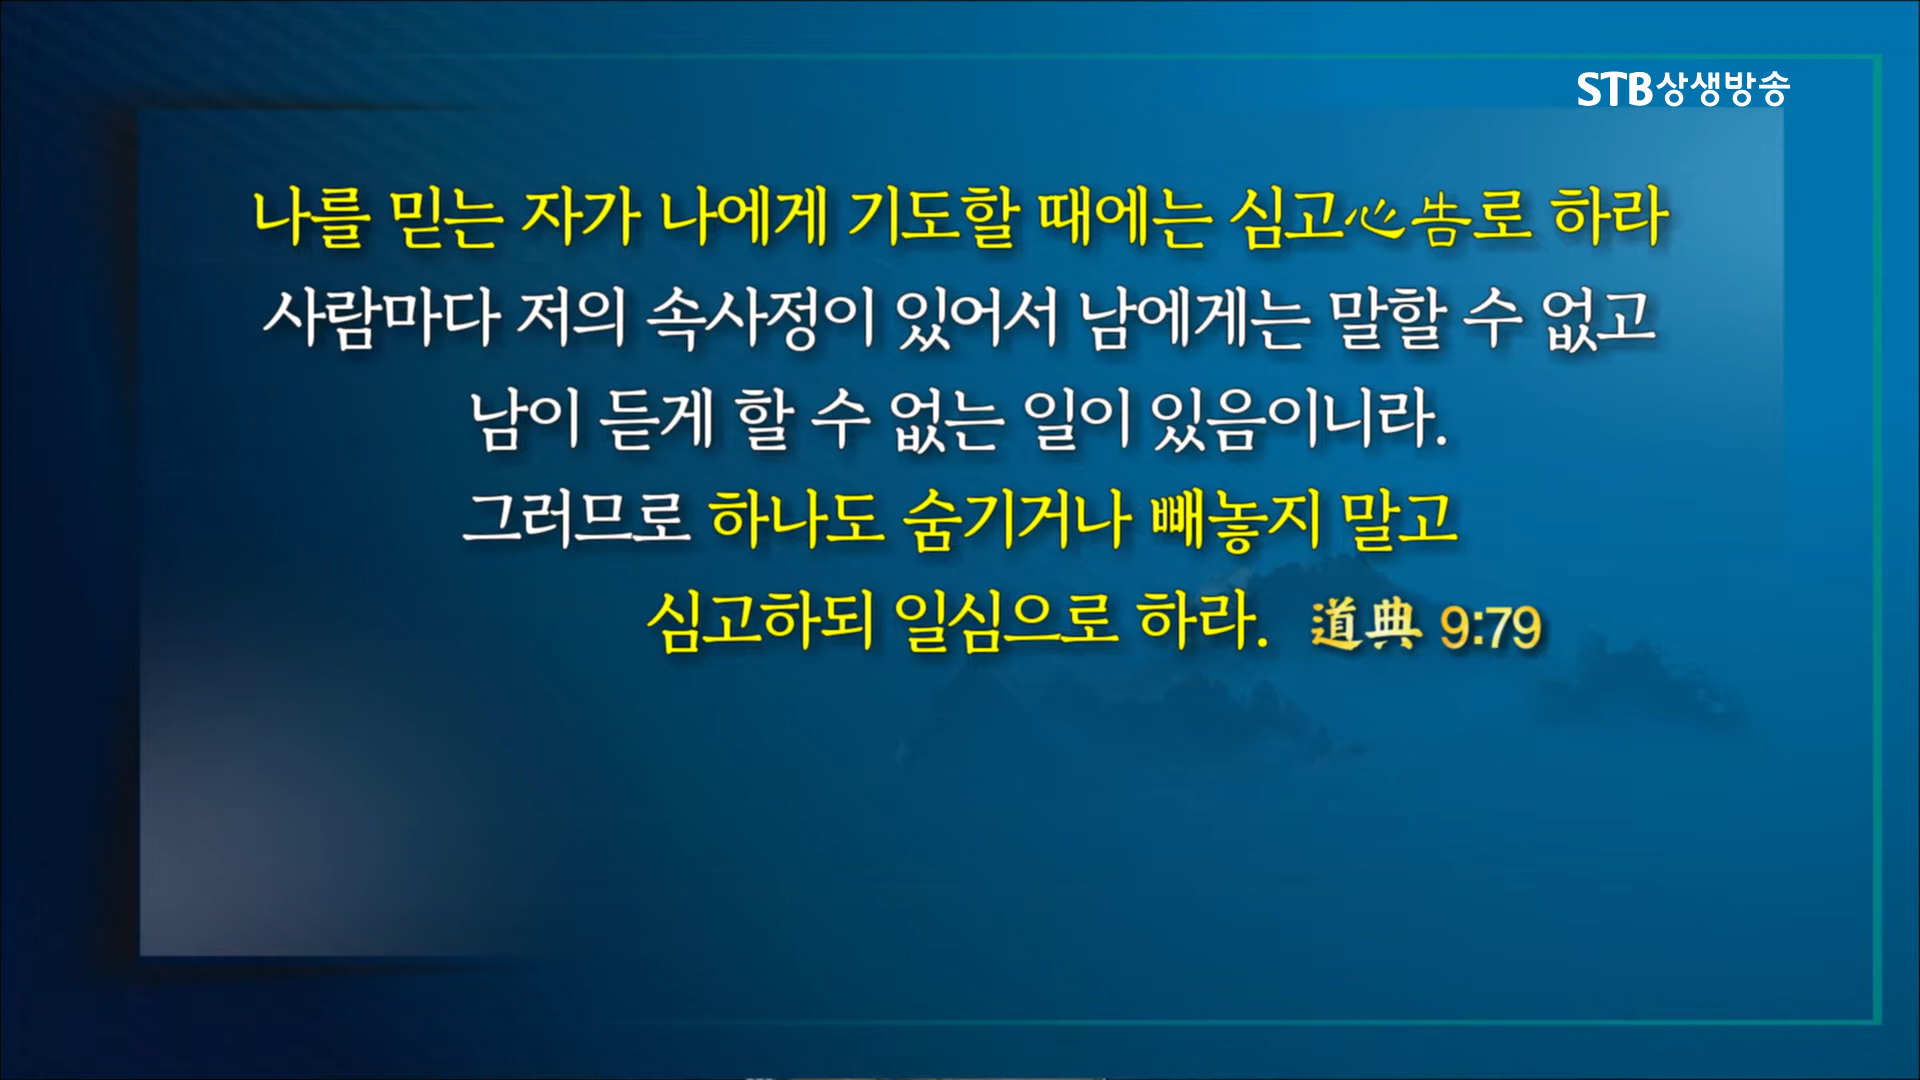 STB상생방송
나를 믿는 자가 나에게 기도할 때에는 심고心告로 하라
사람마다 저의 속사정이 있어서 남에게는 말할 수 없고
남이 듣게 할 수 없는 일이 있음이니라.
그러므로 하나도 숨기거나 빼놓지 말고
심고하되 일심으로 하라. 道典 9:79